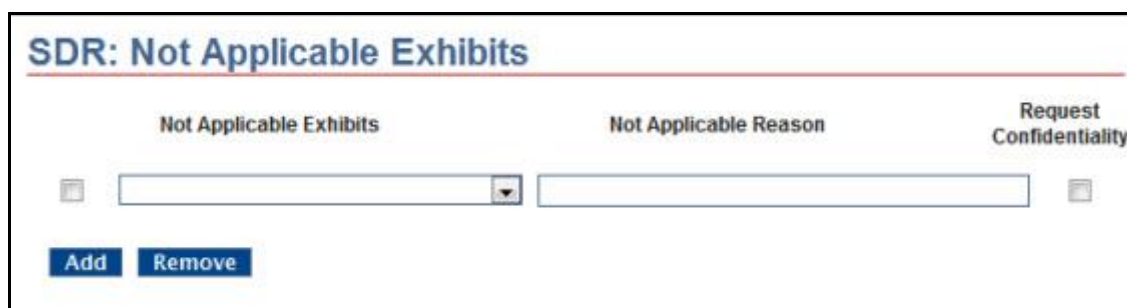 SDR: Not Applicable Exhibits
Not Applicable Exhibits Not Applicable Reason Request
Confidentiality
Add Remove